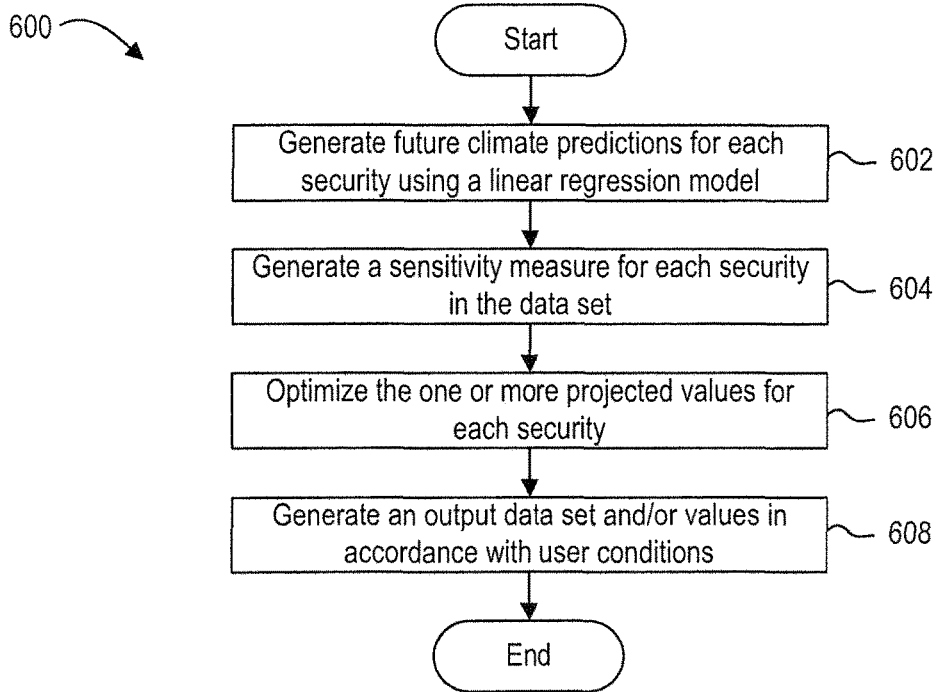 600
Start
Generate future climate predictions for each
security using a linear regression model
602
Generate a sensitivity measure for each security
in the data set
604
Optimize the one or more projected values for
each security
606
Generate an output data set and/or values in
accordance with user conditions
608
End